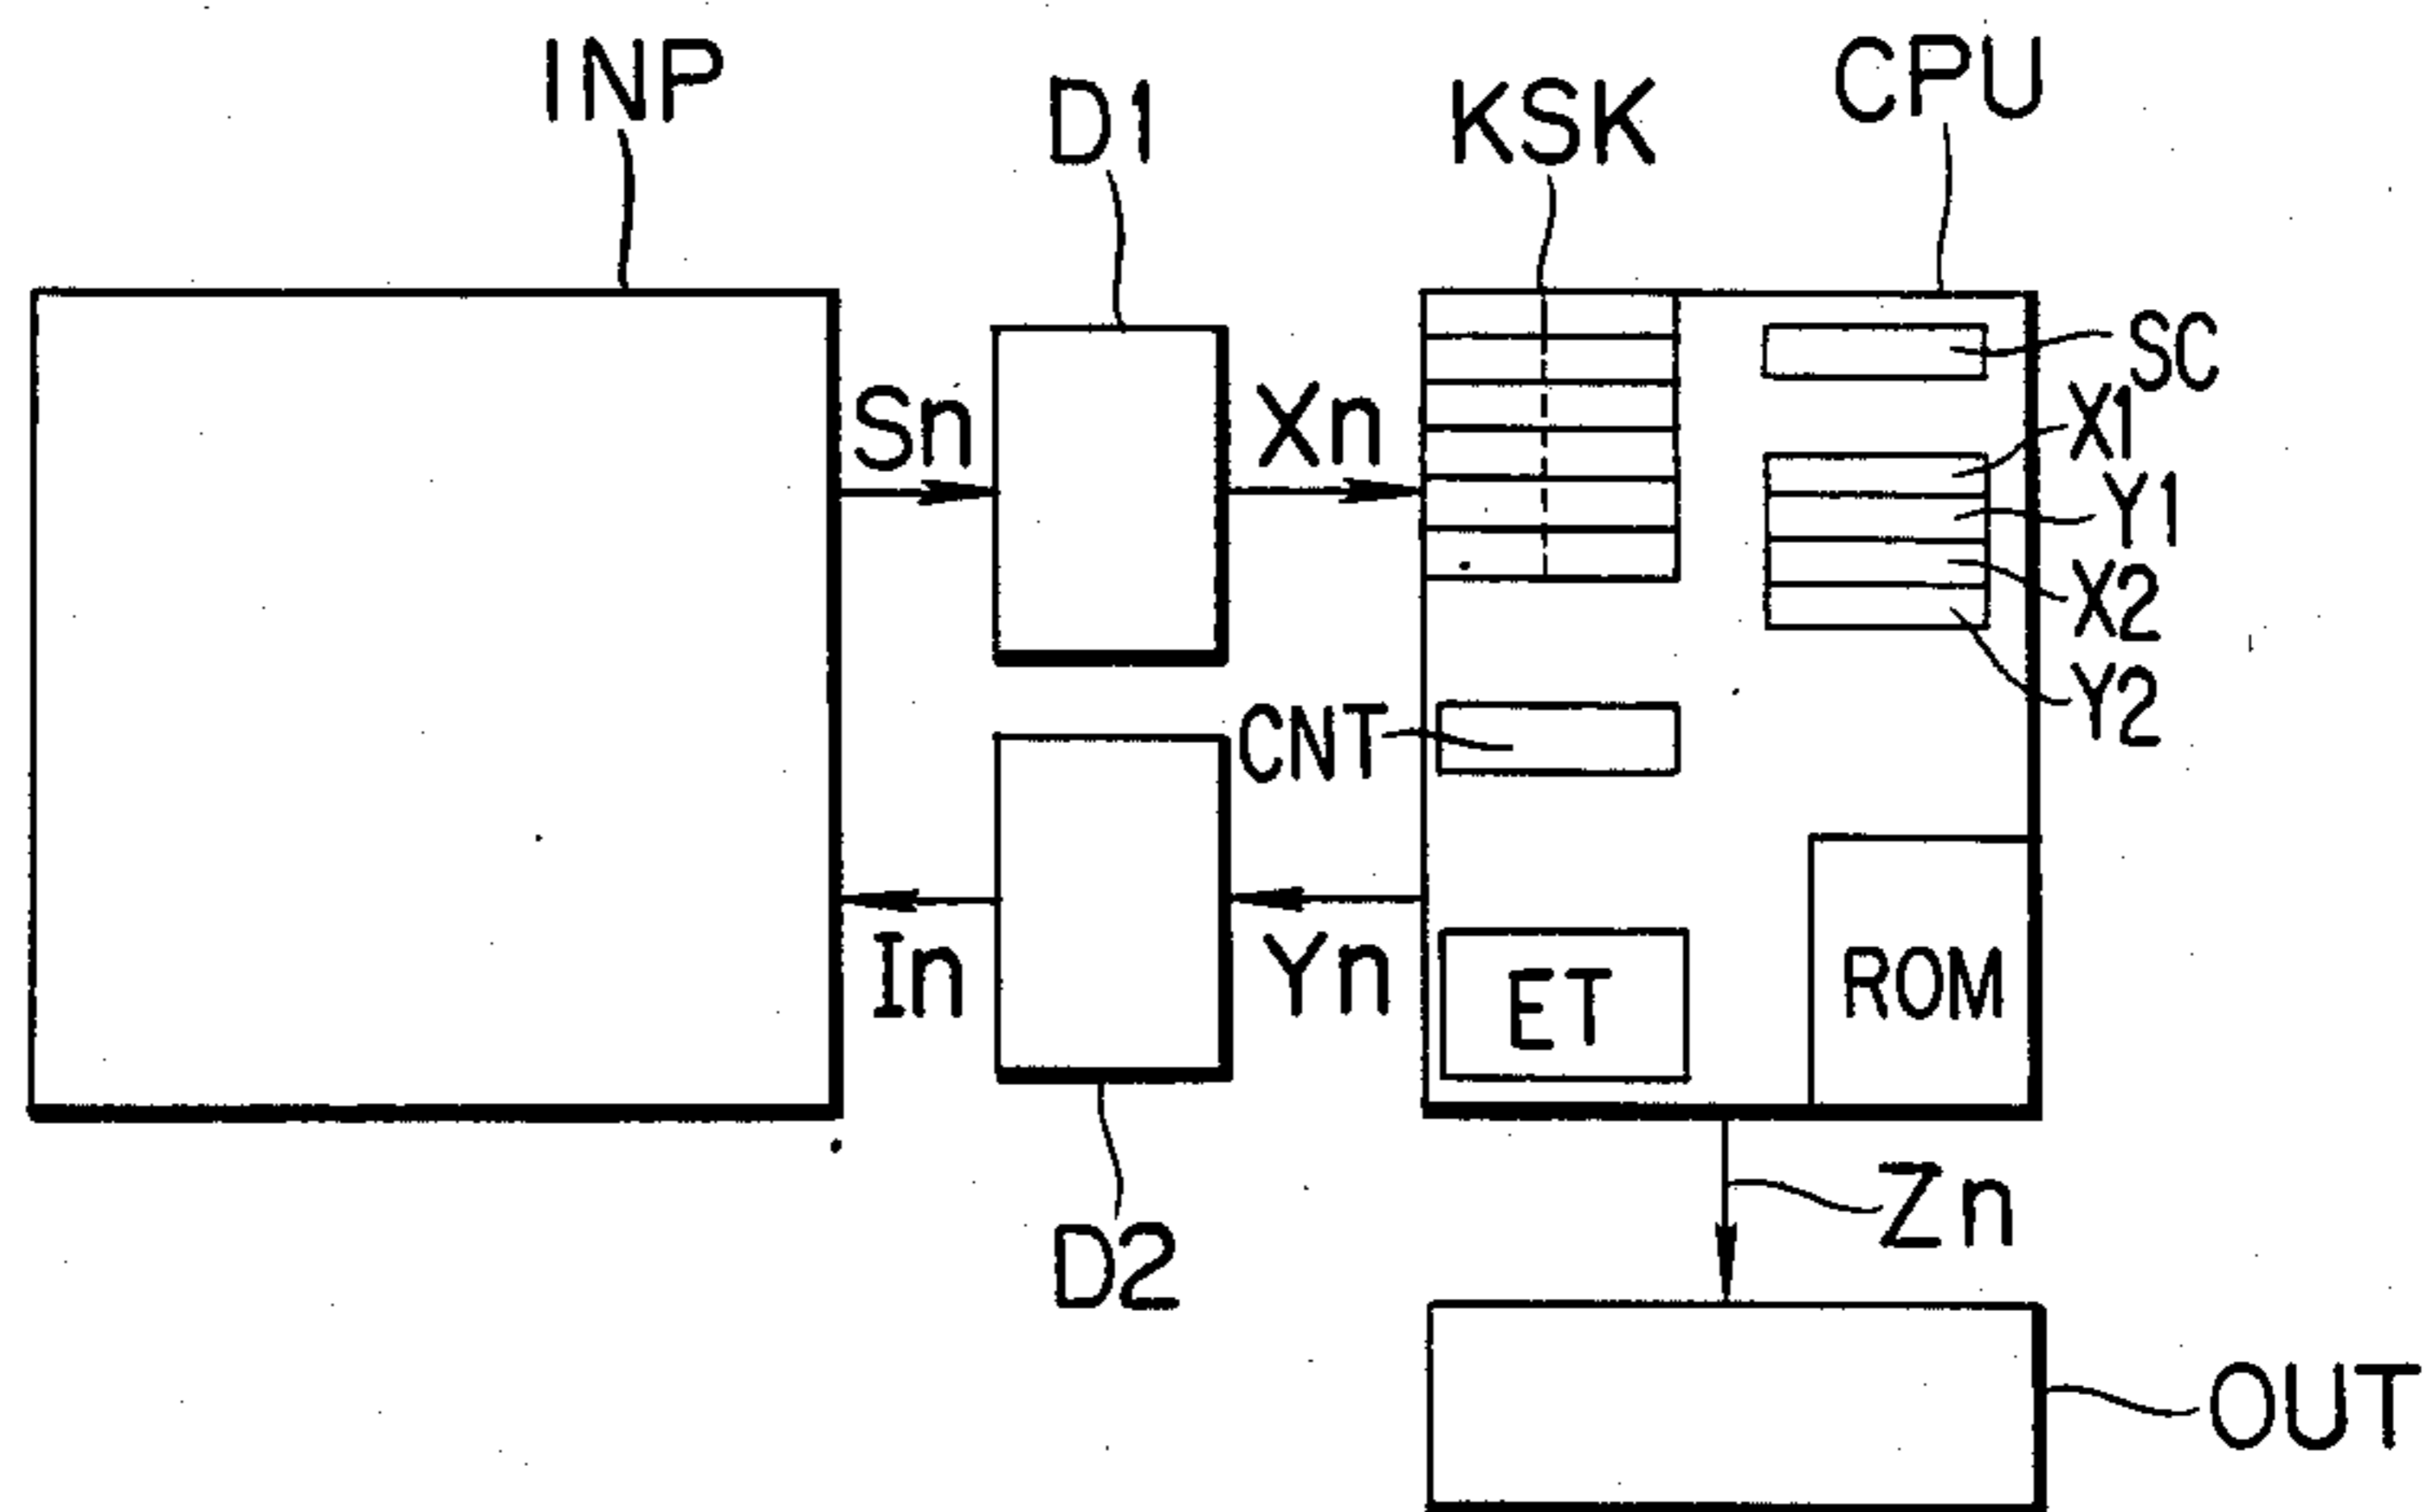 INP
D1
KSK
CPU
SC
X1
Y1
X2
Y2
Sn
Xn
CNT
In
Yn
ET
ROM
D2
Zn
OUT